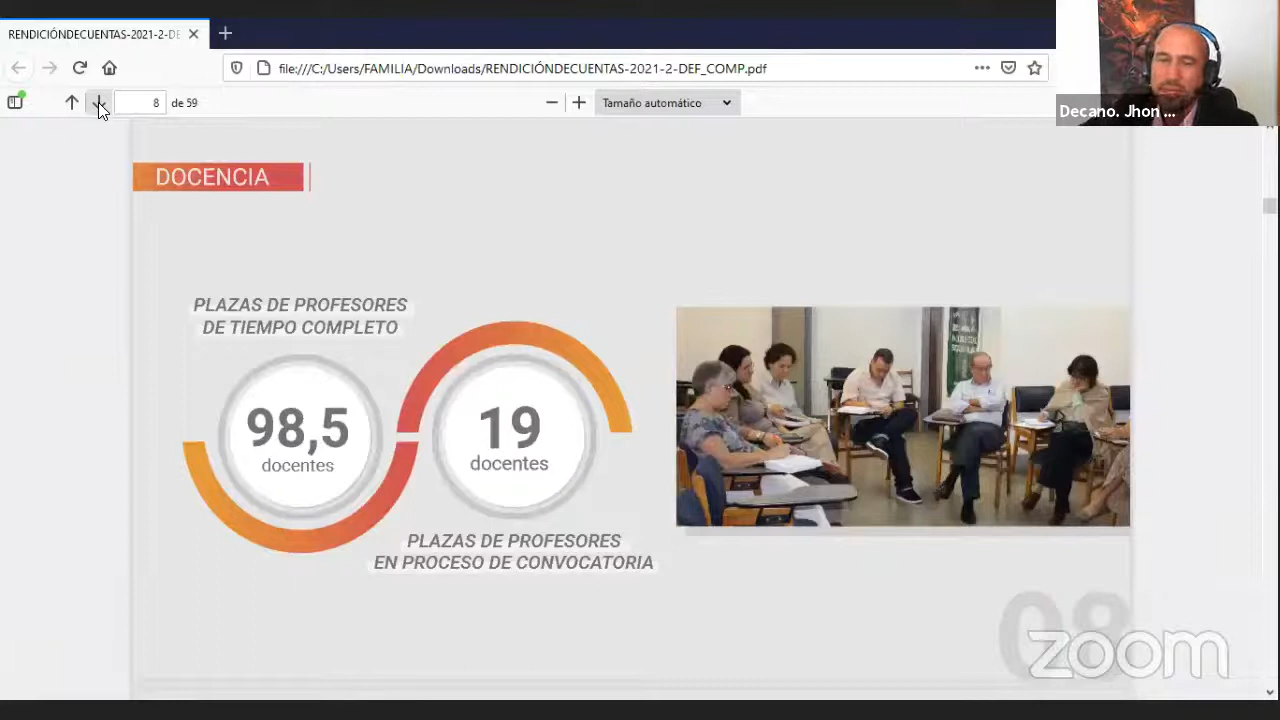 RENDICIÓNDECUENTAS-2021-2-DE
file:///C:/Users/FAMILIA/Downloads/RENDICIÓNDECUENTAS-2021-2-DEF_COMP.pdf
8 de 59
Tamaño automático
Decano. Jhon ...
DOCENCIA
PLAZAS DE PROFESORES
DE TIEMPO COMPLETO
98,5
docentes
19
docentes
PLAZAS DE PROFESORES
EN PROCESO DE CONVOCATORIA
08
zoom